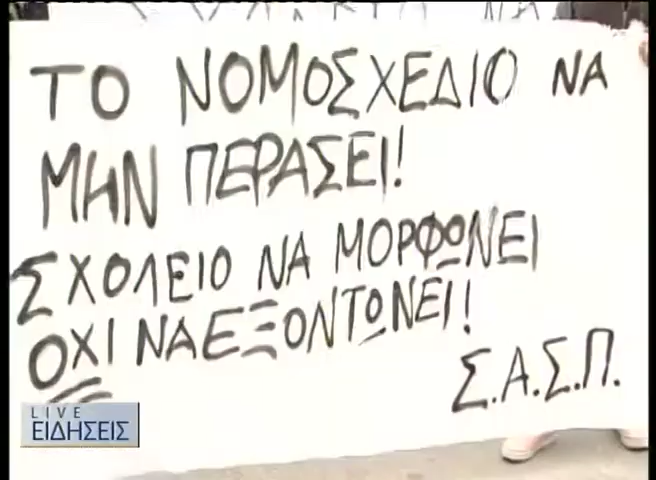 ΤΟ ΝΟΜΟΣΧΕΔΙΟ ΝΑ
ΜΗΝ ΠΕΡΑΣΕΙ!
ΣΧΟΛΕΙΟ ΝΑ ΜΟΡΦΩΝΕΙ
ΟΧΙ ΝΑ ΕΞΟΝΤΩΝΕΙ!
Σ.Α.Σ.Π.
LIVE
ΕΙΔΗΣΕΙΣ